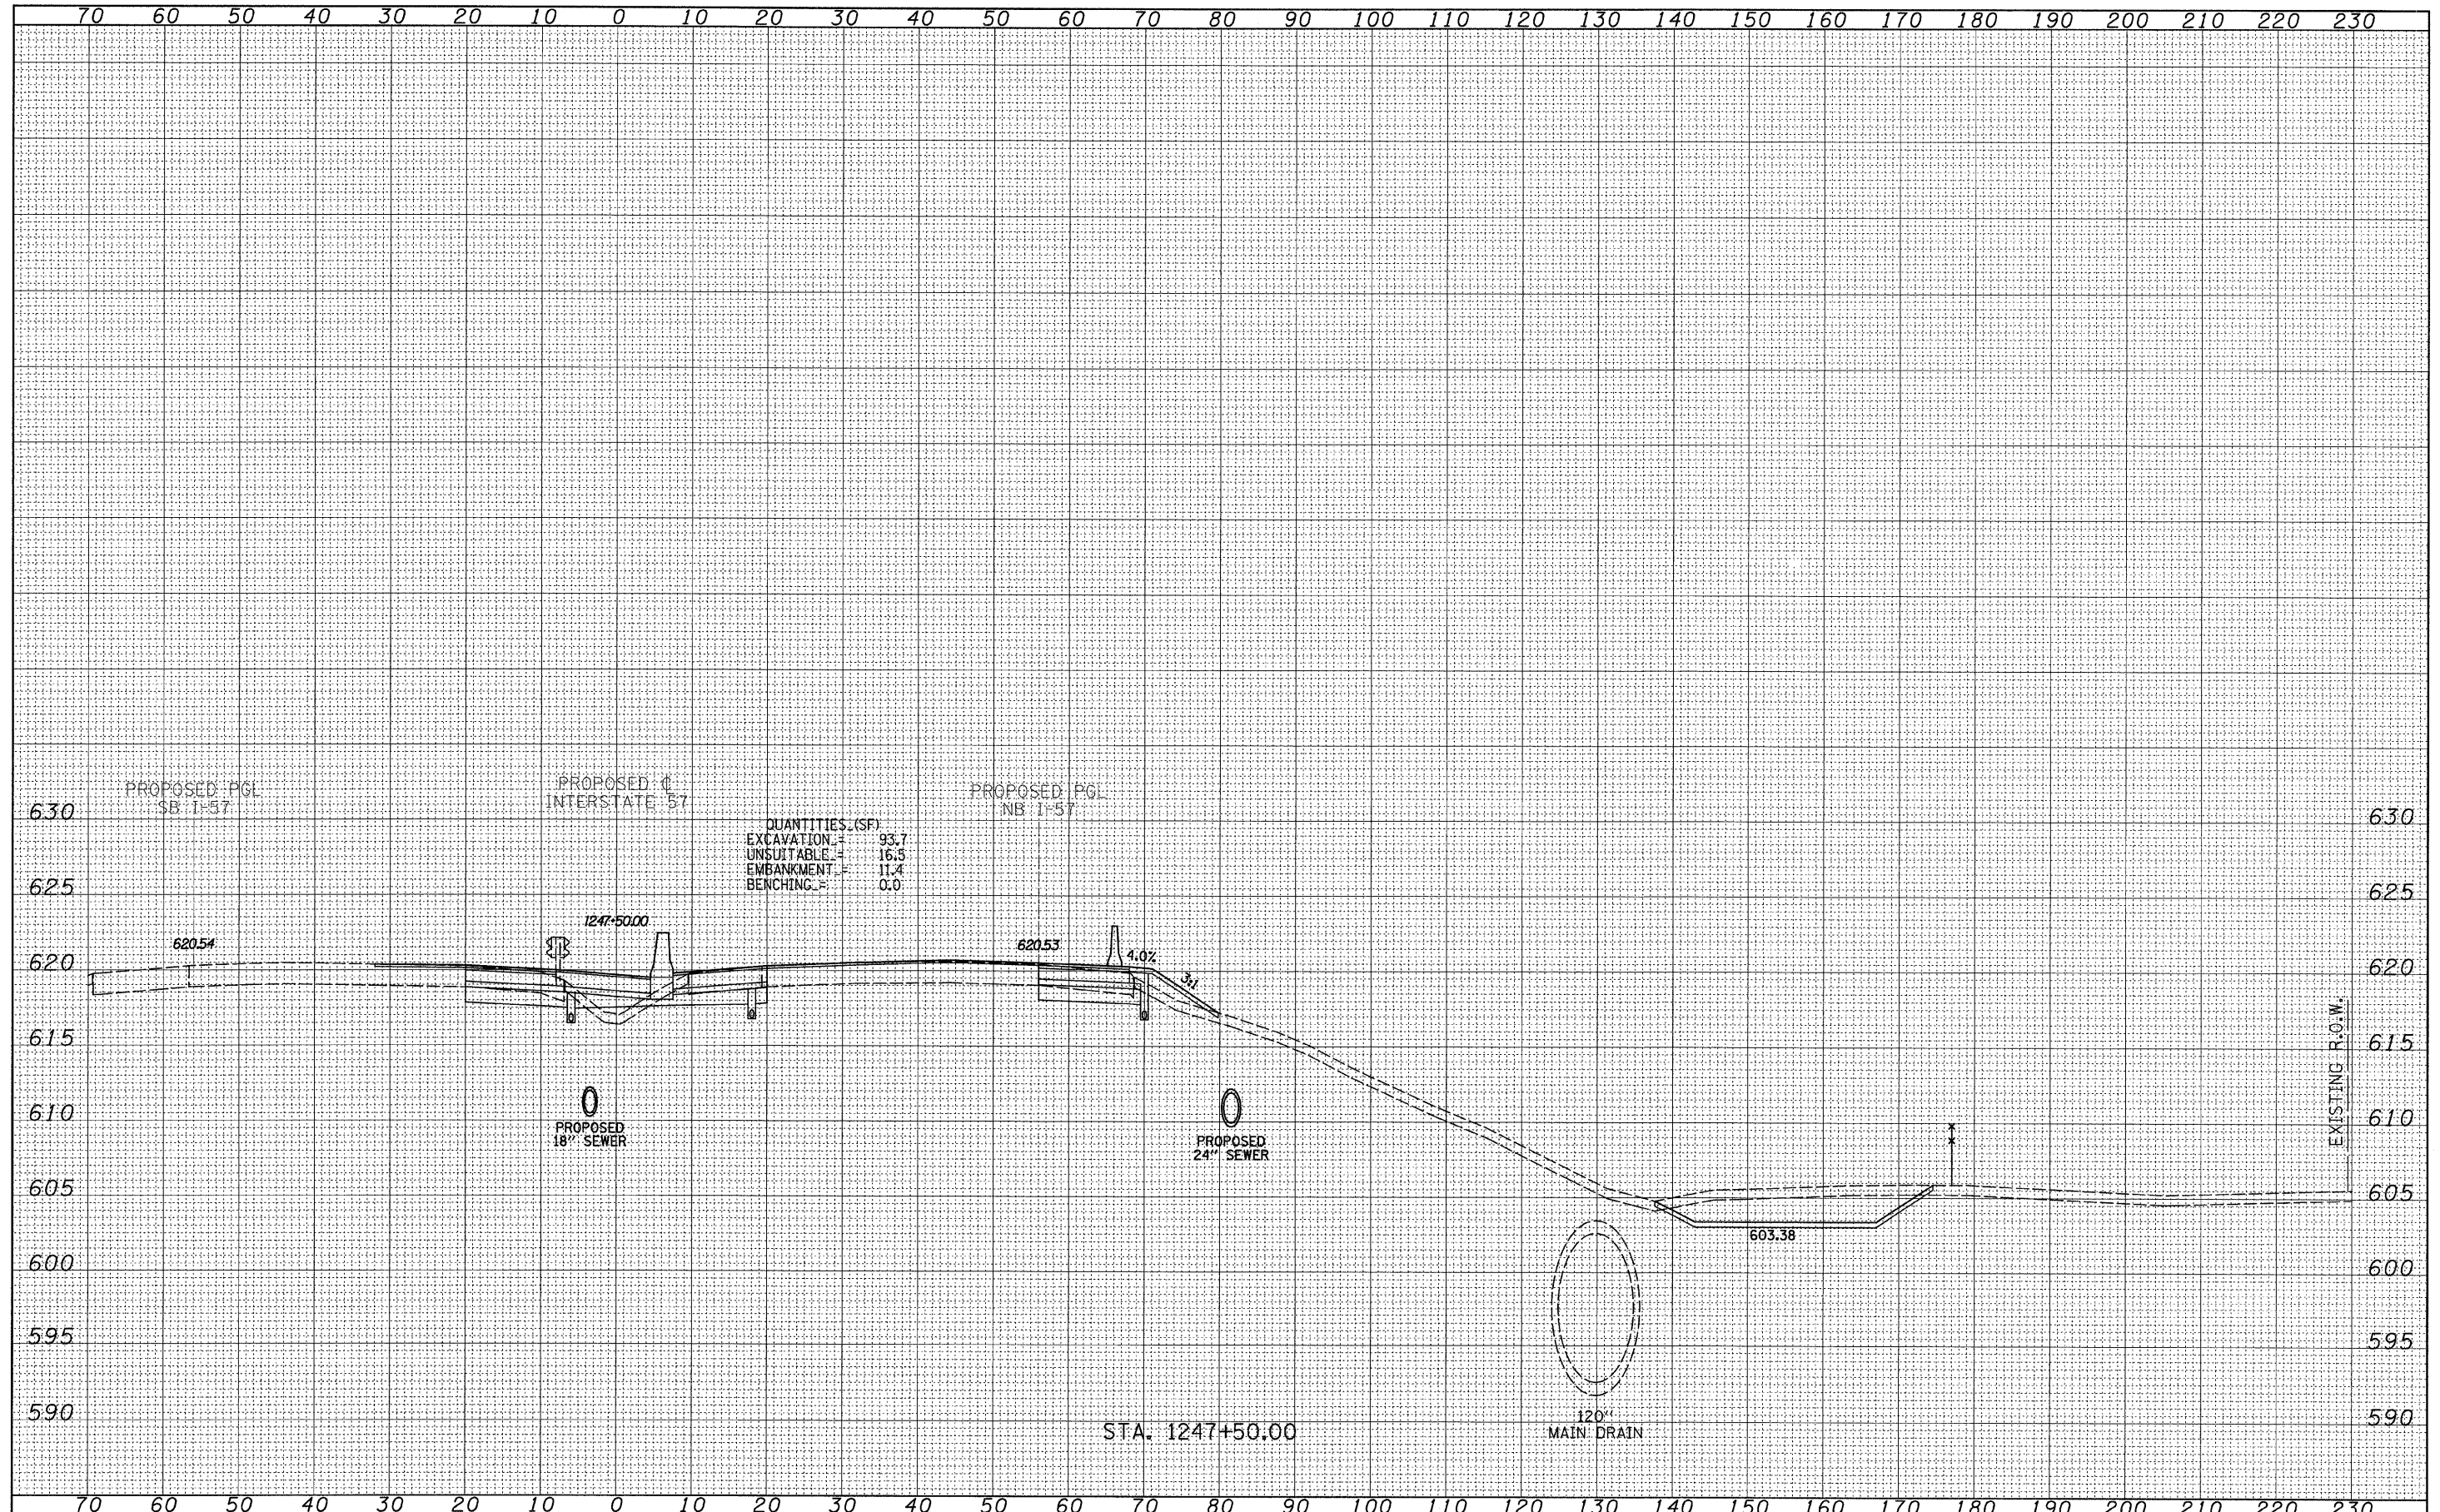 70 60 50 40 30 20 10 0 10 20 30 40 50 60 70 80 90 100 110 120 130 140 150 160 170 180 190 200 210 220 230
PROPOSED PGL
SB I-57
PROPOSED ℄
INTERSTATE 57
PROPOSED PGL
NB I-57
630 630
QUANTITIES (SF)
EXCAVATION = 93.7
UNSUITABLE = 16.5
EMBANKMENT = 11.4
BENCHING = 0.0
625 625
1247+50.00
620.54
620.53
4.0%
3:1
620 620
615 615
EXISTING R.O.W.
610 610
PROPOSED
18" SEWER
PROPOSED
24" SEWER
605 605
603.38
600 600
595 595
590 590
120"
MAIN DRAIN
STA. 1247+50.00
70 60 50 40 30 20 10 0 10 20 30 40 50 60 70 80 90 100 110 120 130 140 150 160 170 180 190 200 210 220 230